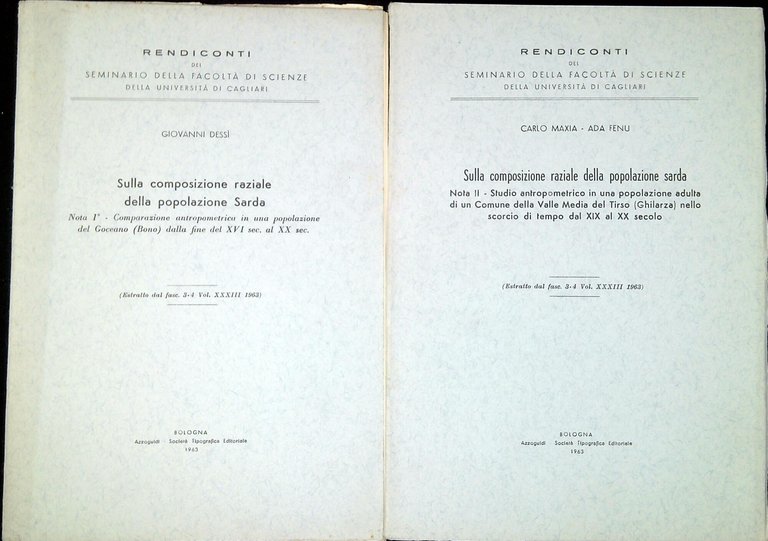 RENDICONTI
DEL
SEMINARIO DELLA FACOLTÀ DI SCIENZE
DELLA UNIVERSITÀ DI CAGLIARI
GIOVANNI DESSÌ
Sulla composizione raziale
della popolazione Sarda
Nota I° - Comparazione antropometrica in una popolazione
del Goceano (Bono) dalla fine del XVI sec. al XX sec.
(Estratto dal fasc. 3-4 Vol. XXXIII 1963)
BOLOGNA
Azzoguidi - Società Tipografica Editoriale
1963
RENDICONTI
DEL
SEMINARIO DELLA FACOLTÀ DI SCIENZE
DELLA UNIVERSITÀ DI CAGLIARI
CARLO MAXIA - ADA FENU
Sulla composizione raziale della popolazione sarda
Nota II - Studio antropometrico in una popolazione adulta
di un Comune della Valle Media del Tirso (Ghilarza) nello
scorcio di tempo dal XIX al XX secolo
(Estratto dal fasc. 3-4 Vol. XXXIII 1963)
BOLOGNA
Azzoguidi - Società Tipografica Editoriale
1963